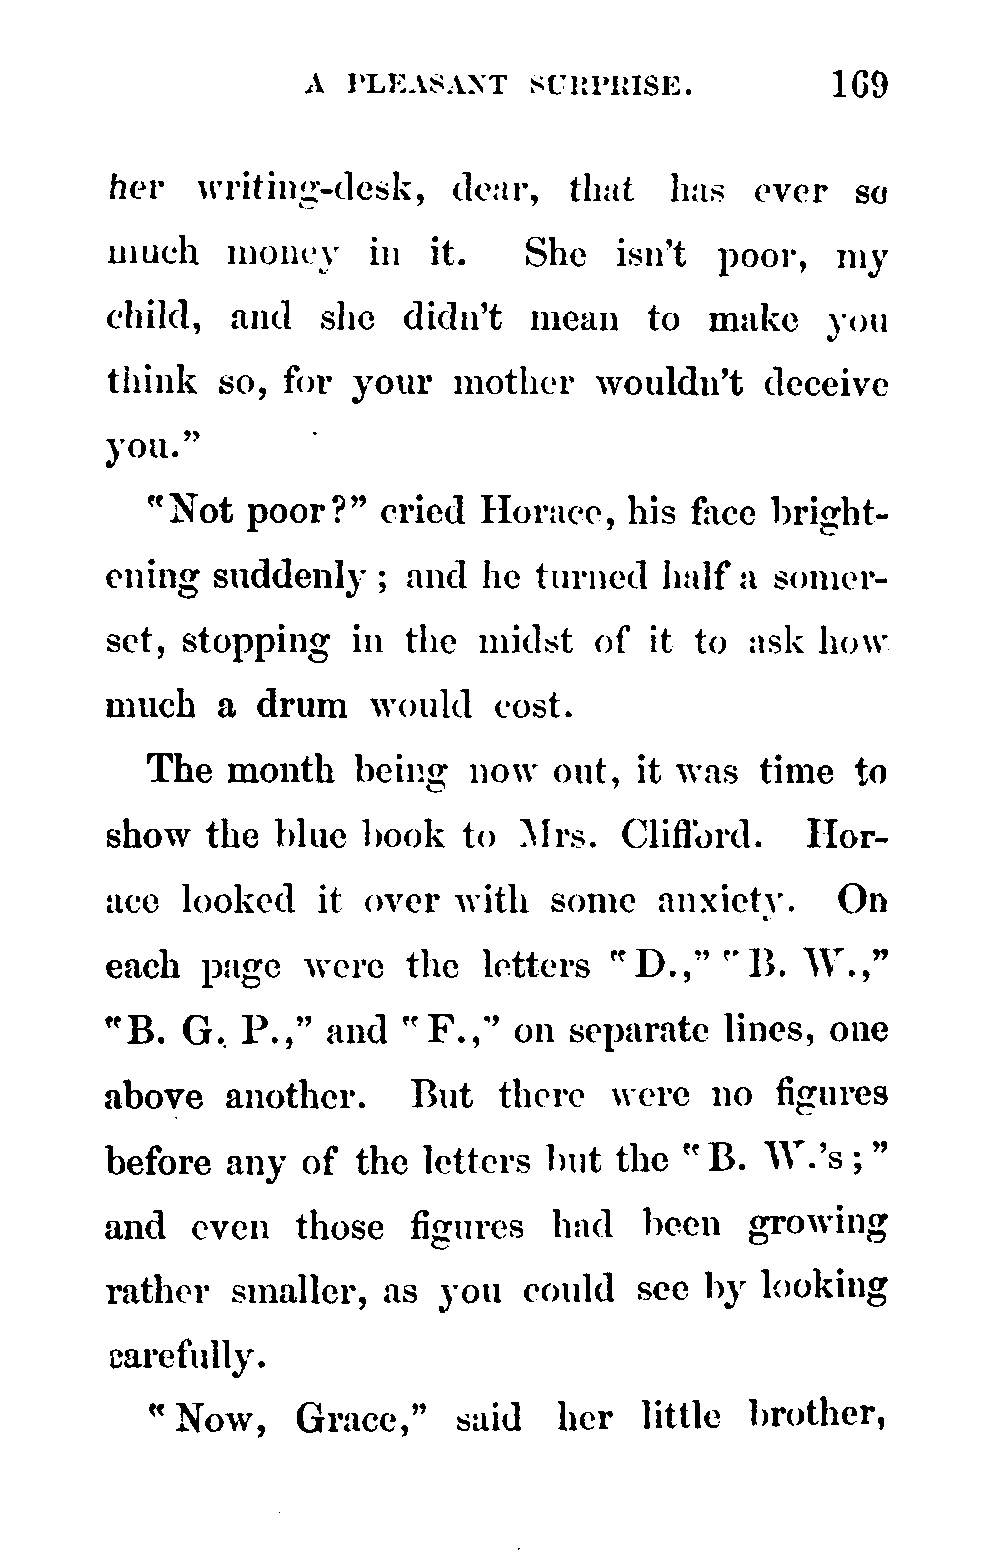 A PLEASANT SURPRISE. 169
her writing-desk, dear, that has ever so
much money in it. She isn't poor, my
child, and she didn't mean to make you
think so, for your mother wouldn't deceive
you."
"Not poor?" cried Horace, his face bright-
ening suddenly; and he turned half a somer-
set, stopping in the midst of it to ask how
much a drum would cost.
The month being now out, it was time to
show the blue book to Mrs. Clifford. Hor-
ace looked it over with some anxiety. On
each page were the letters "D.," "B. W.,"
"B. G. P.," and "F.," on separate lines, one
above another. But there were no figures
before any of the letters but the "B. W.'s;"
and even those figures had been growing
rather smaller, as you could see by looking
carefully.
"Now, Grace," said her little brother,